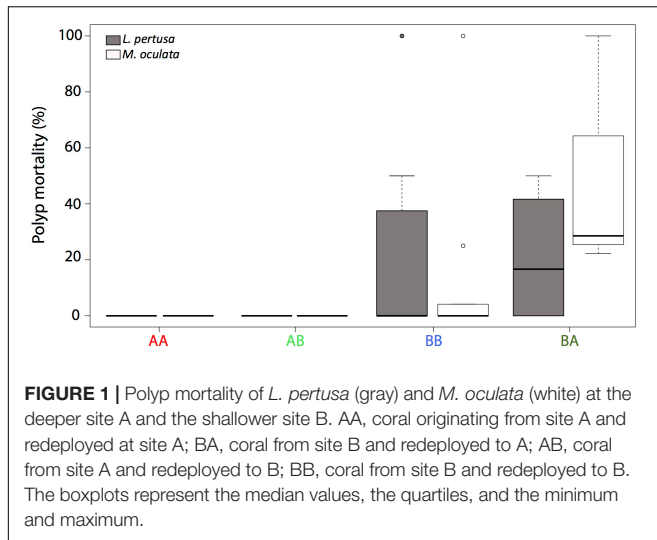 100
80
60
40
20
0
Polyp mortality (%)
L. pertusa
M. oculata
AA AB BB BA
FIGURE 1 | Polyp mortality of L. pertusa (gray) and M. oculata (white) at the
deeper site A and the shallower site B. AA, coral originating from site A and
redeployed at site A; BA, coral from site B and redeployed to A; AB, coral
from site A and redeployed to B; BB, coral from site B and redeployed to B.
The boxplots represent the median values, the quartiles, and the minimum
and maximum.